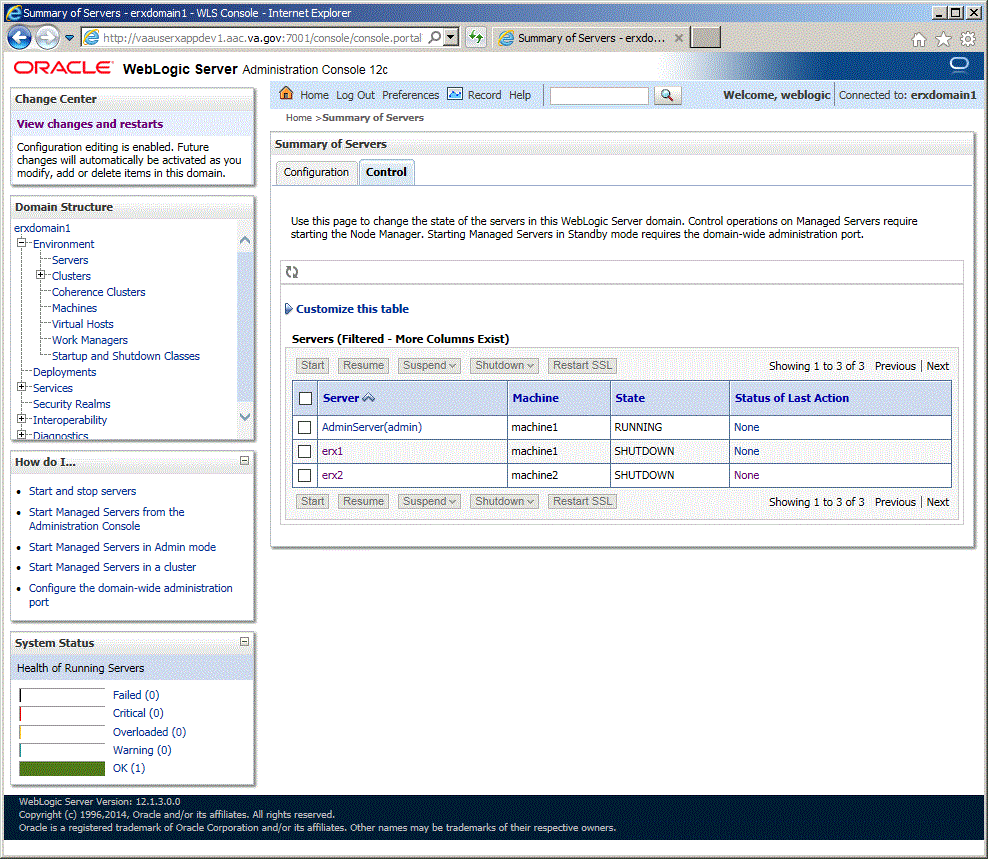 Summary of Servers - erxdomain1 - WLS Console - Internet Explorer
http://vaauserxappdev1.aac.va.gov:7001/console/console.portal
Summary of Servers - erxdo...
ORACLE WebLogic Server Administration Console 12c
Change Center
View changes and restarts
Configuration editing is enabled. Future
changes will automatically be activated as you
modify, add or delete items in this domain.
Domain Structure
erxdomain1
Environment
Servers
Clusters
Coherence Clusters
Machines
Virtual Hosts
Work Managers
Startup and Shutdown Classes
Deployments
Services
Security Realms
Interoperability
Diagnostics
How do I...
Start and stop servers
Start Managed Servers from the
Administration Console
Start Managed Servers in Admin mode
Start Managed Servers in a cluster
Configure the domain-wide administration
port
System Status
Health of Running Servers
Failed (0)
Critical (0)
Overloaded (0)
Warning (0)
OK (1)
Home Log Out Preferences Record Help
Welcome, weblogic Connected to: erxdomain1
Home >Summary of Servers
Summary of Servers
Configuration Control
Use this page to change the state of the servers in this WebLogic Server domain. Control operations on Managed Servers require
starting the Node Manager. Starting Managed Servers in Standby mode requires the domain-wide administration port.
Customize this table
Servers (Filtered - More Columns Exist)
Start Resume Suspend Shutdown Restart SSL Showing 1 to 3 of 3 Previous | Next
Server Machine State Status of Last Action
AdminServer(admin) machine1 RUNNING None
erx1 machine1 SHUTDOWN None
erx2 machine2 SHUTDOWN None
Start Resume Suspend Shutdown Restart SSL Showing 1 to 3 of 3 Previous | Next
WebLogic Server Version: 12.1.3.0.0
Copyright (c) 1996,2014, Oracle and/or its affiliates. All rights reserved.
Oracle is a registered trademark of Oracle Corporation and/or its affiliates. Other names may be trademarks of their respective owners.